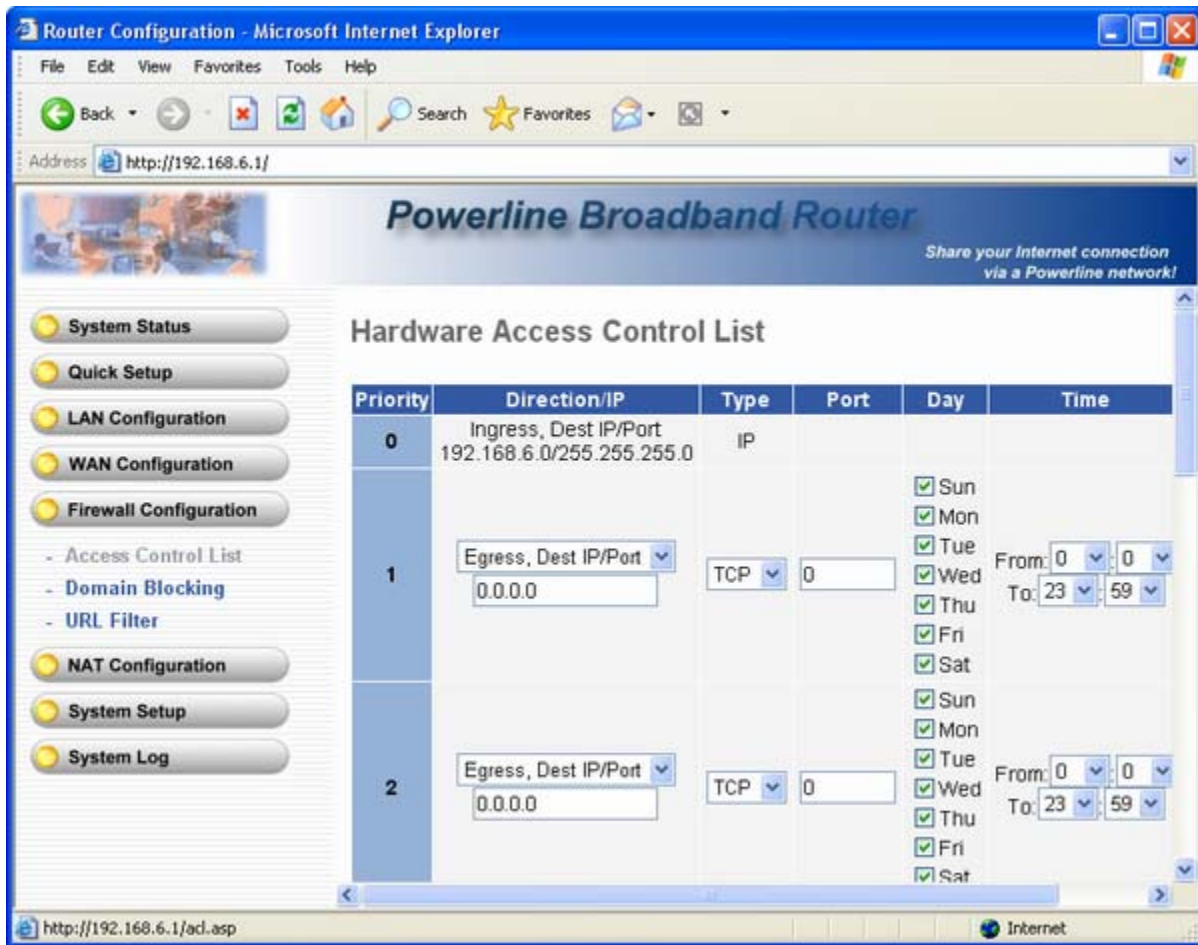 Router Configuration - Microsoft Internet Explorer
File Edit View Favorites Tools Help
Back Search Favorites
Address http://192.168.6.1/
Powerline Broadband Router
Share your Internet connection
via a Powerline network!
System Status
Quick Setup
LAN Configuration
WAN Configuration
Firewall Configuration
- Access Control List
- Domain Blocking
- URL Filter
NAT Configuration
System Setup
System Log
Hardware Access Control List
Priority Direction/IP Type Port Day Time
0 Ingress, Dest IP/Port IP
192.168.6.0/255.255.255.0
1 Egress, Dest IP/Port TCP 0
0.0.0.0
Sun
Mon
Tue
Wed
Thu
Fri
Sat
From: 0 : 0
To: 23 : 59
2 Egress, Dest IP/Port TCP 0
0.0.0.0
Sun
Mon
Tue
Wed
Thu
Fri
Sat
From: 0 : 0
To: 23 : 59
http://192.168.6.1/acl.asp Internet